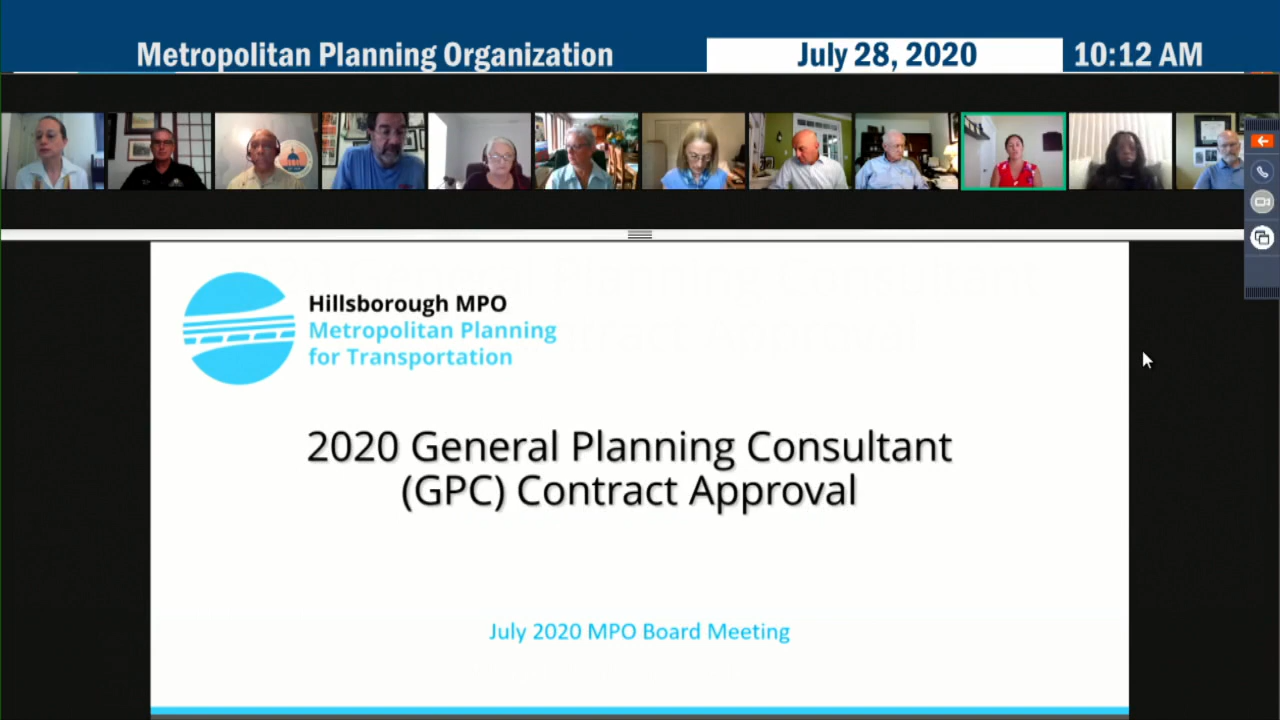 Metropolitan Planning Organization
July 28, 2020
10:12 AM
Hillsborough MPO
Metropolitan Planning
for Transportation
2020 General Planning Consultant
(GPC) Contract Approval
July 2020 MPO Board Meeting